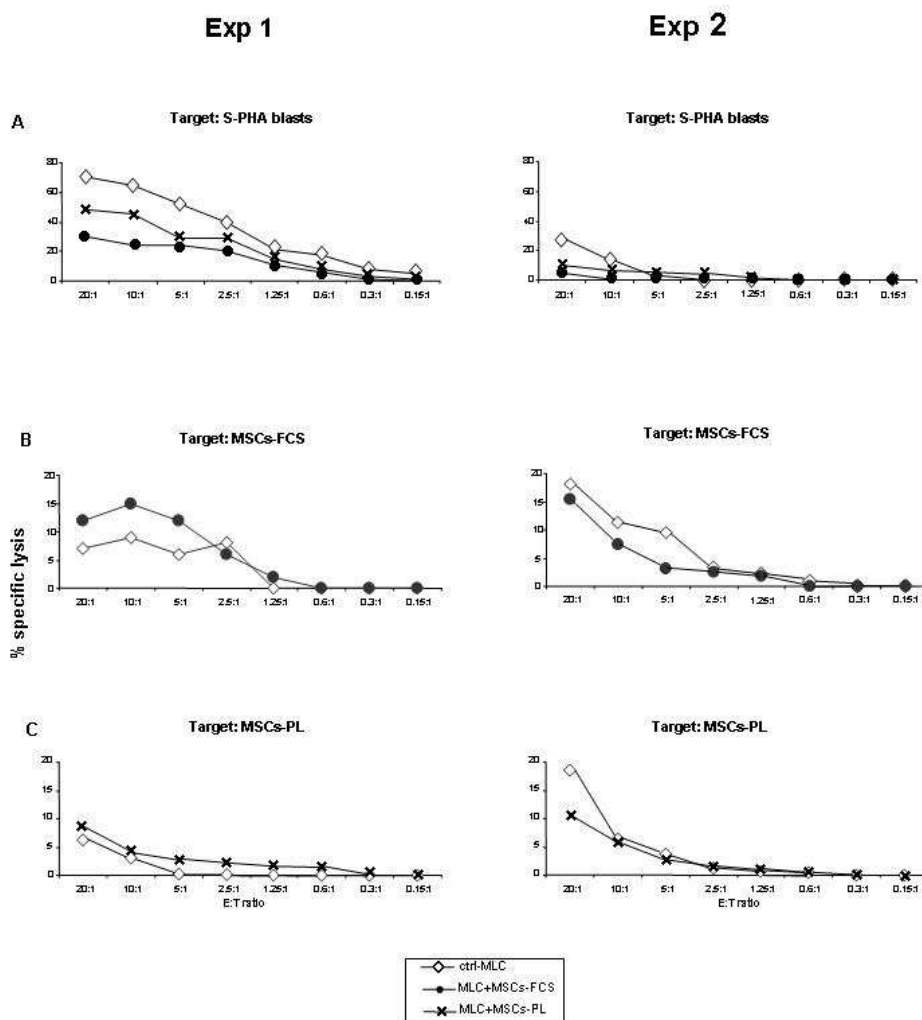 Exp 1
Exp 2
A
Target: S-PHA blasts
80
60
40
20
0
20:1 10:1 5:1 2.5:1 1.25:1 0.6:1 0.3:1 0.15:1
Target: S-PHA blasts
80
60
40
20
0
20:1 10:1 5:1 2.5:1 1.25:1 0.6:1 0.3:1 0.15:1
% specific lysis
B
Target: MSCs-FCS
20
15
10
5
0
20:1 10:1 5:1 2.5:1 1.25:1 0.6:1 0.3:1 0.15:1
Target: MSCs-FCS
20
15
10
5
0
20:1 10:1 5:1 2.5:1 1.25:1 0.6:1 0.3:1 0.15:1
C
Target: MSCs-PL
20
15
10
5
0
20:1 10:1 5:1 2.5:1 1.25:1 0.6:1 0.3:1 0.15:1
E:T ratio
Target: MSCs-PL
20
15
10
5
0
20:1 10:1 5:1 2.5:1 1.25:1 0.6:1 0.3:1 0.15:1
E:T ratio
ctrl-MLC
MLC+MSCs-FCS
MLC+MSCs-PL